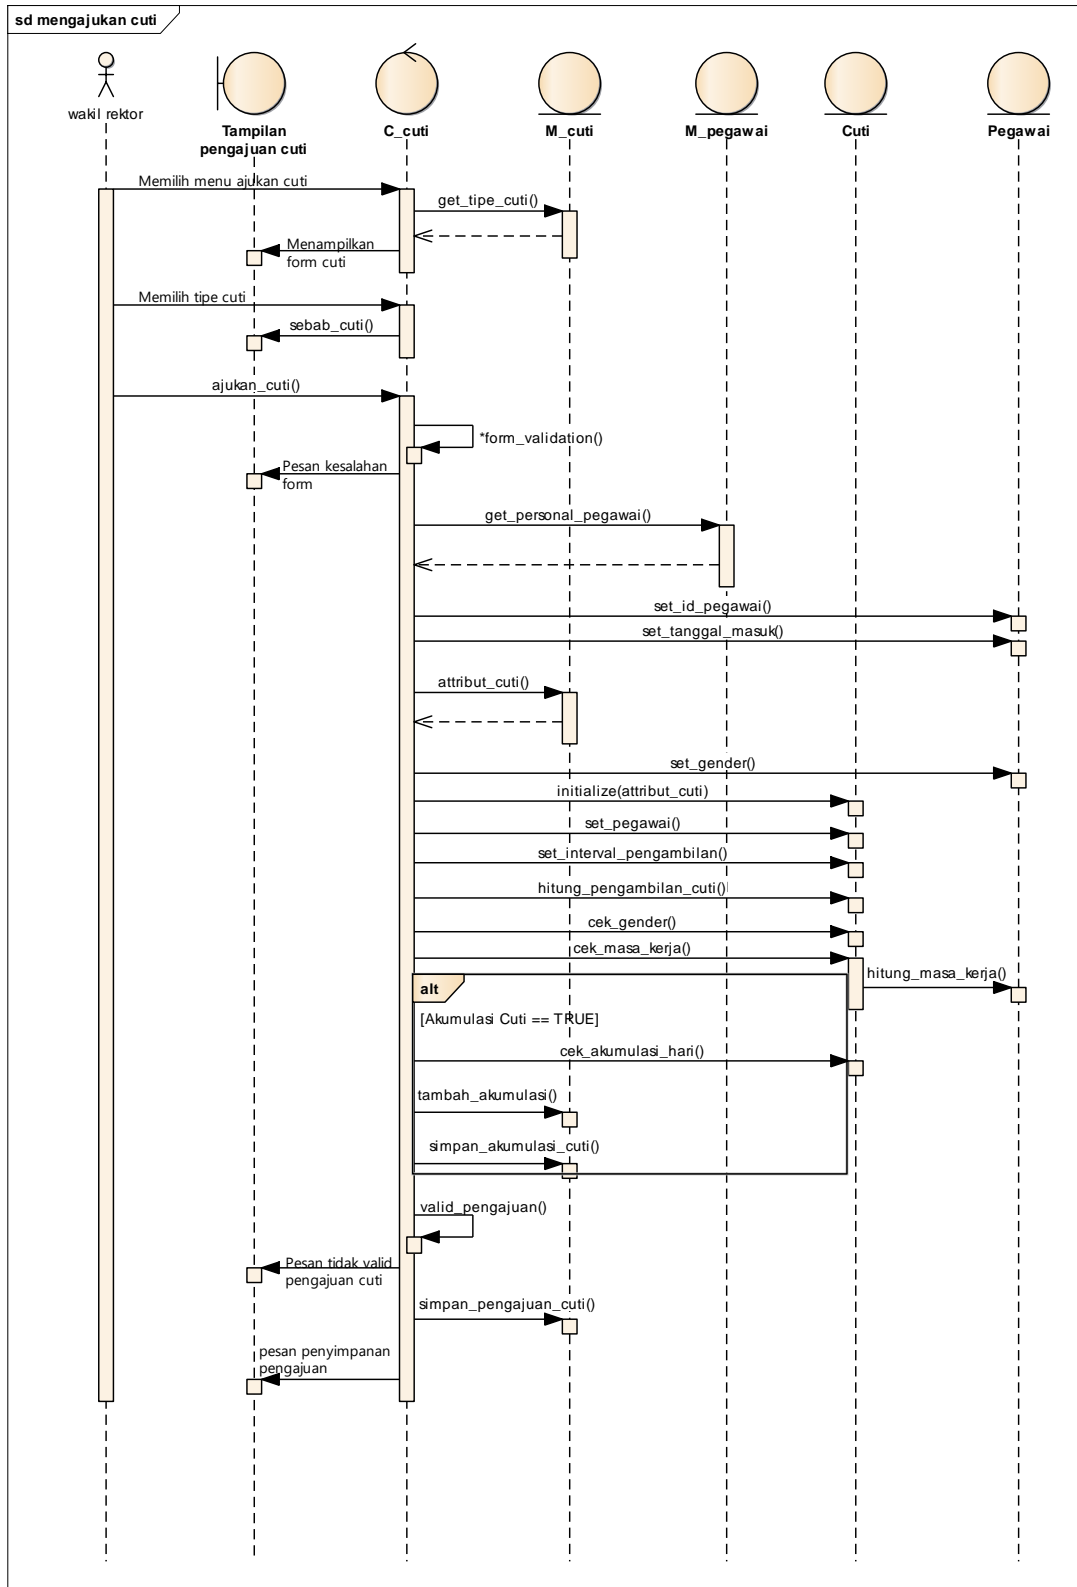 sd mengajukan cuti
wakil rektor
Tampilan
pengajuan cuti
C_cuti
M_cuti
M_pegawai
Cuti
Pegawai
Memilih menu ajukan cuti
get_tipe_cuti()
Menampilkan
form cuti
Memilih tipe cuti
sebab_cuti()
ajukan_cuti()
*form_validation()
Pesan kesalahan
form
get_personal_pegawai()
set_id_pegawai()
set_tanggal_masuk()
attribut_cuti()
set_gender()
initialize(attribut_cuti)
set_pegawai()
set_interval_pengambilan()
hitung_pengambilan_cuti()
cek_gender()
cek_masa_kerja()
hitung_masa_kerja()
alt
[Akumulasi Cuti == TRUE]
cek_akumulasi_hari()
tambah_akumulasi()
simpan_akumulasi_cuti()
valid_pengajuan()
Pesan tidak valid
pengajuan cuti
simpan_pengajuan_cuti()
pesan penyimpanan
pengajuan